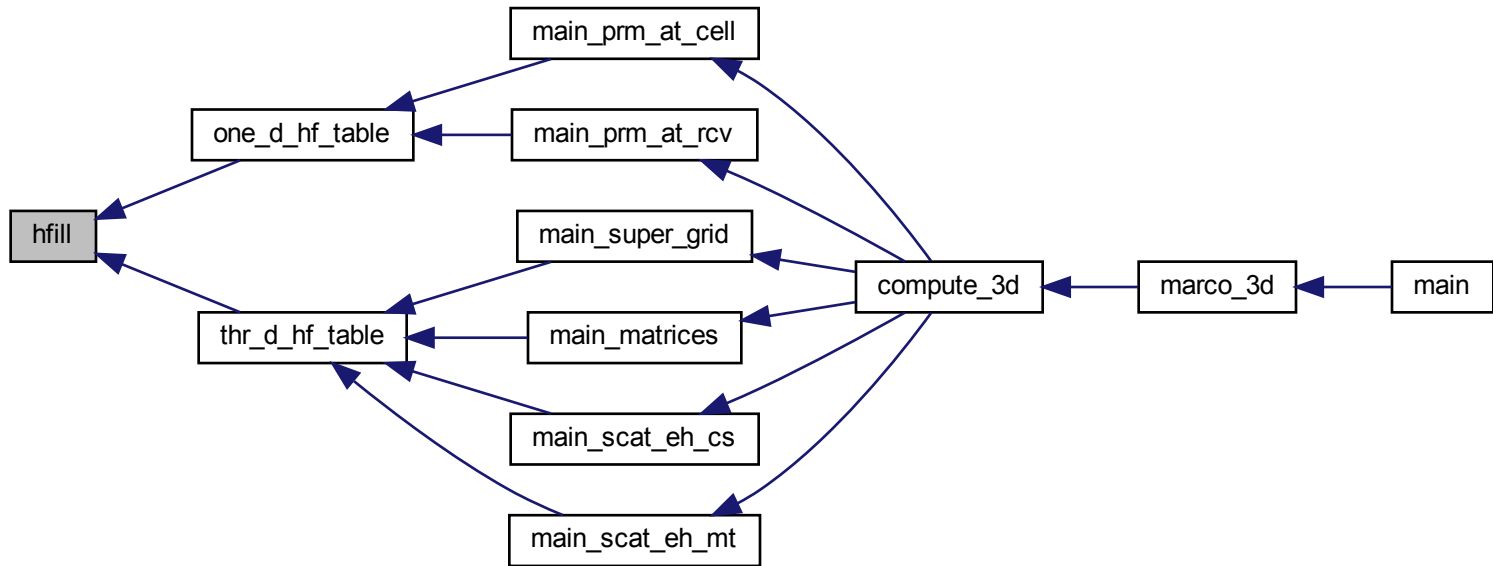 main_prm_at_cell
one_d_hf_table
main_prm_at_rcv
hfill
main_super_grid
compute_3d
marco_3d
main
thr_d_hf_table
main_matrices
main_scat_eh_cs
main_scat_eh_mt